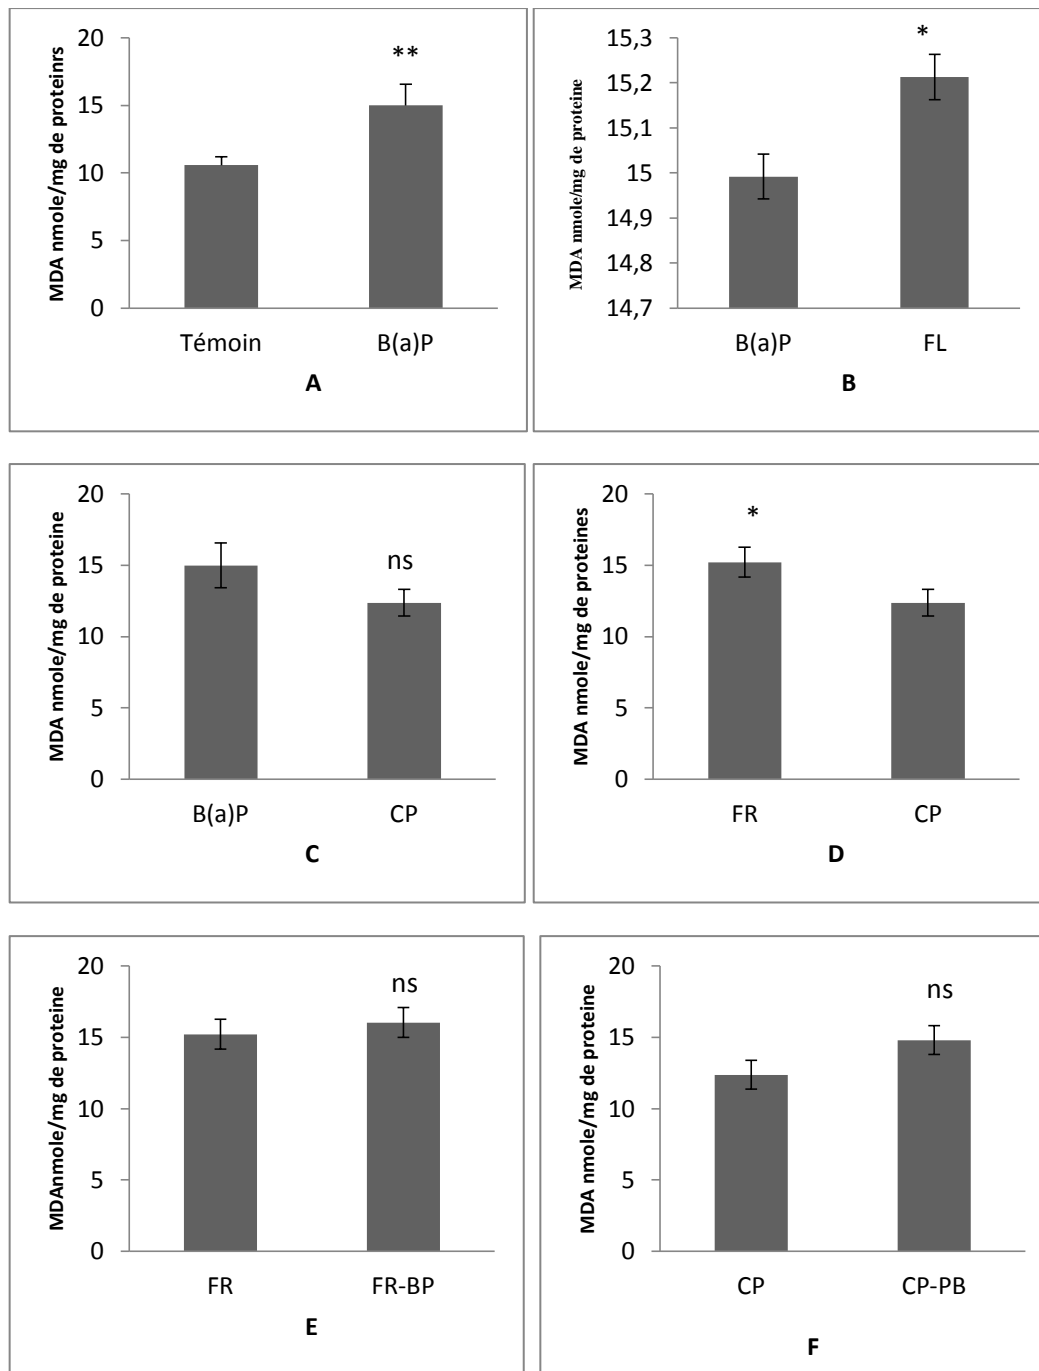 MDA nmole/mg de proteinrs
20
15
10
5
0
**
Témoin B(a)P
A
MDA nmole/mg de proteine
15,3
15,2
15,1
15
14,9
14,8
14,7
*
B(a)P FL
B
MDA nmole/mg de proteine
20
15
10
5
0
ns
B(a)P CP
C
MDA nmole/mg de proteines
20
15
10
5
0
*
FR CP
D
MDAnmole/mg de proteine
20
15
10
5
0
ns
FR FR-BP
E
MDA nmole/mg de proteine
20
15
10
5
0
ns
CP CP-PB
F